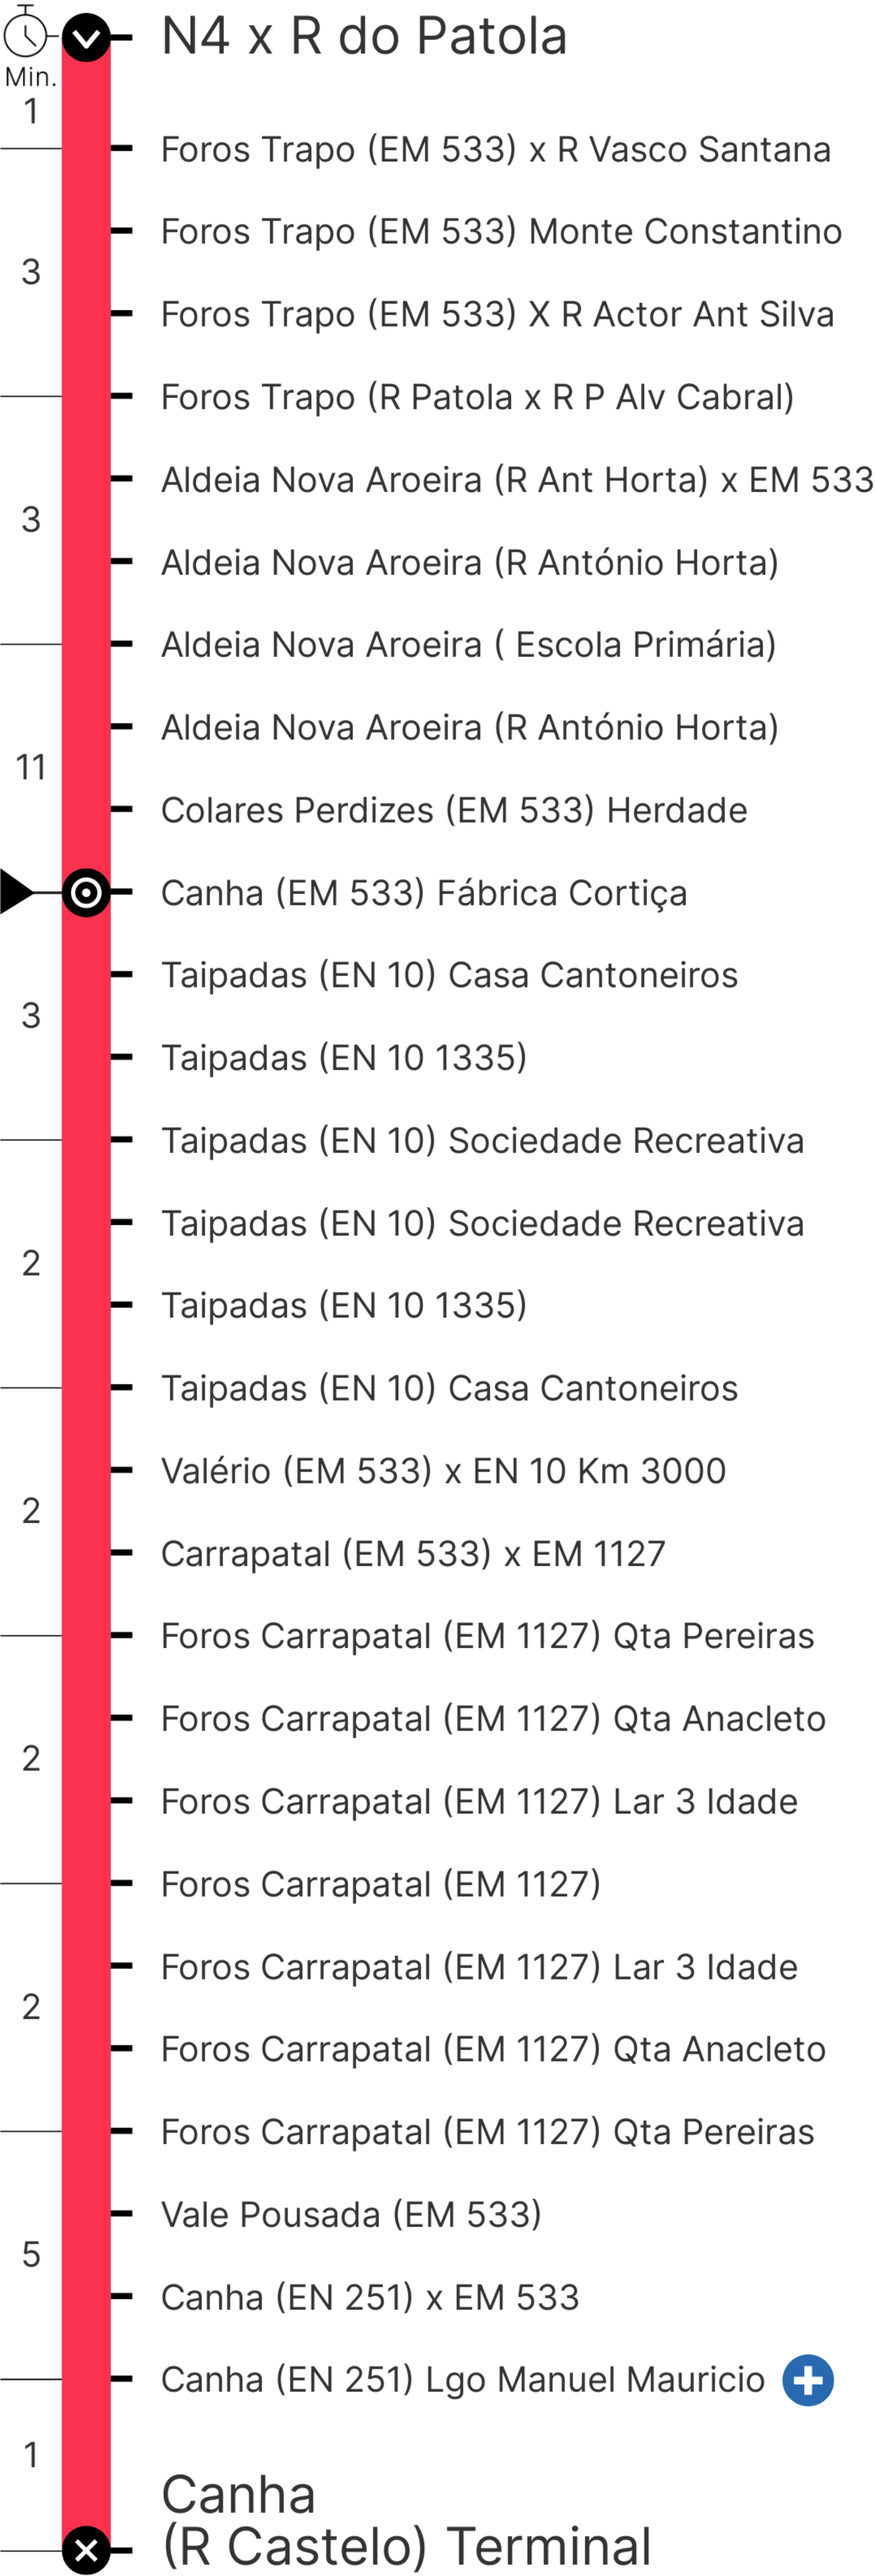 N4 x R do Patola
Min.
1
Foros Trapo (EM 533) x R Vasco Santana
Foros Trapo (EM 533) Monte Constantino
3
Foros Trapo (EM 533) X R Actor Ant Silva
Foros Trapo (R Patola x R P Alv Cabral)
Aldeia Nova Aroeira (R Ant Horta) x EM 533
3
Aldeia Nova Aroeira (R António Horta)
Aldeia Nova Aroeira ( Escola Primária)
Aldeia Nova Aroeira (R António Horta)
11
Colares Perdizes (EM 533) Herdade
Canha (EM 533) Fábrica Cortiça
Taipadas (EN 10) Casa Cantoneiros
3
Taipadas (EN 10 1335)
Taipadas (EN 10) Sociedade Recreativa
Taipadas (EN 10) Sociedade Recreativa
2
Taipadas (EN 10 1335)
Taipadas (EN 10) Casa Cantoneiros
Valério (EM 533) x EN 10 Km 3000
2
Carrapatal (EM 533) x EM 1127
Foros Carrapatal (EM 1127) Qta Pereiras
Foros Carrapatal (EM 1127) Qta Anacleto
2
Foros Carrapatal (EM 1127) Lar 3 Idade
Foros Carrapatal (EM 1127)
Foros Carrapatal (EM 1127) Lar 3 Idade
2
Foros Carrapatal (EM 1127) Qta Anacleto
Foros Carrapatal (EM 1127) Qta Pereiras
Vale Pousada (EM 533)
5
Canha (EN 251) x EM 533
Canha (EN 251) Lgo Manuel Mauricio
1
Canha
(R Castelo) Terminal